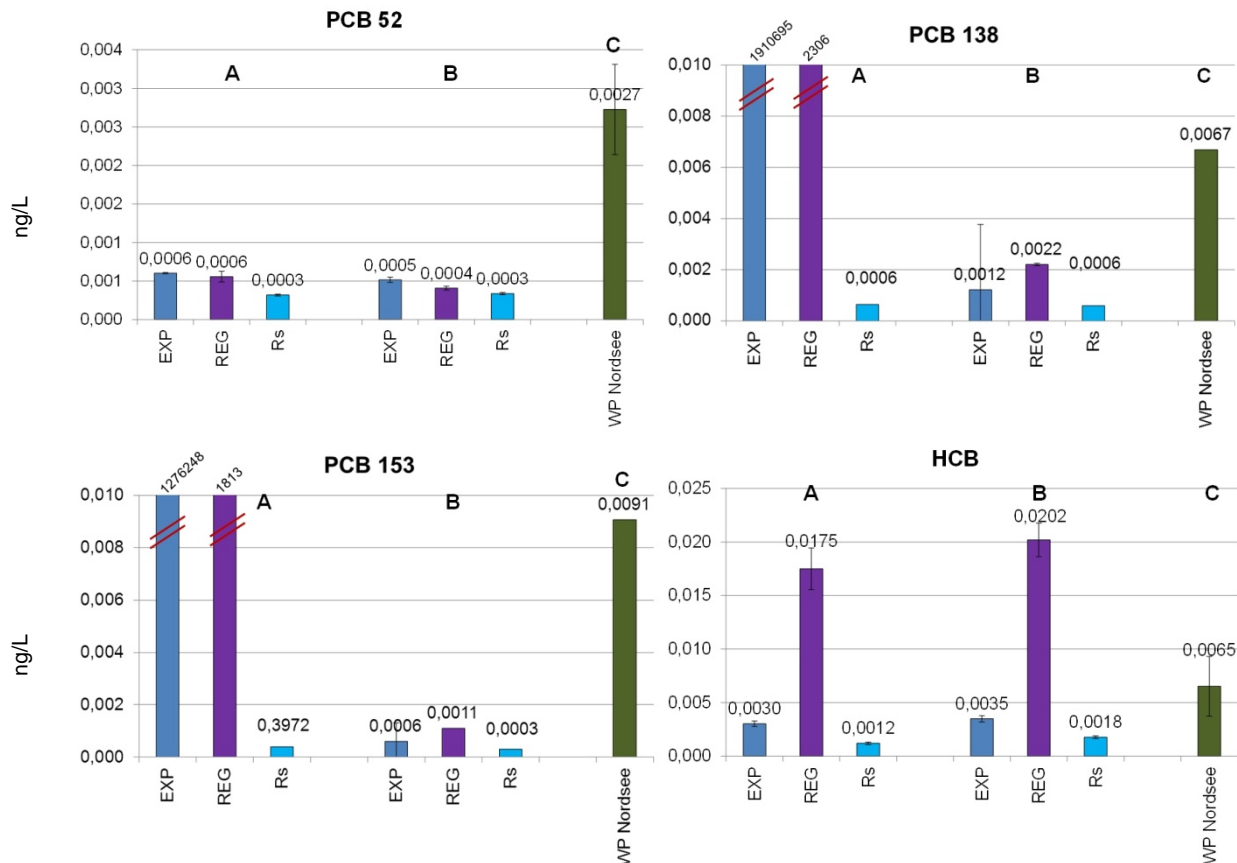 PCB 52
C
0,004
A
B
0,003
0,0027
0,003
0,002
0,002
0,001
0,0006
0,0006
0,0003
0,0005
0,0004
0,0003
0,001
0,000
ng/L
EXP
REG
Rs
EXP
REG
Rs
WP Nordsee
PCB 138
1910695
2306
A
B
C
0,010
0,008
0,0067
0,006
0,004
0,0022
0,0012
0,0006
0,0006
0,002
0,000
EXP
REG
Rs
EXP
REG
Rs
WP Nordsee
PCB 153
1276248
1813
A
B
C
0,010
0,0091
0,008
0,006
0,004
0,002
0,3972
0,0006
0,0011
0,0003
0,000
ng/L
EXP
REG
Rs
EXP
REG
Rs
WP Nordsee
HCB
A
B
C
0,025
0,0202
0,020
0,0175
0,015
0,010
0,0065
0,005
0,0030
0,0012
0,0035
0,0018
0,000
EXP
REG
Rs
EXP
REG
Rs
WP Nordsee